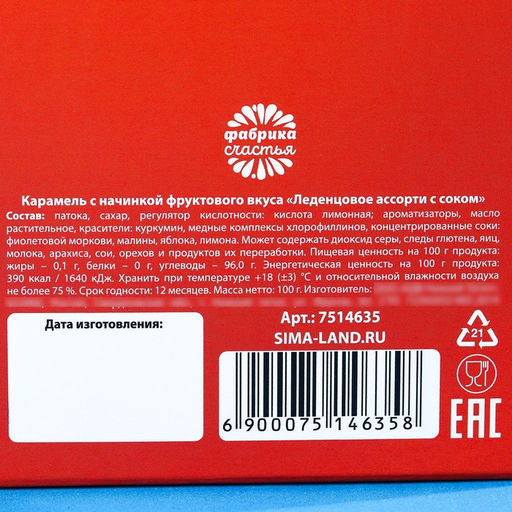 фабрика
счастья
Карамель с начинкой фруктового вкуса «Леденцовое ассорти с соком»
Состав: патока, сахар, регулятор кислотности: кислота лимонная; ароматизаторы, масло
растительное, красители: куркумин, медные комплексы хлорофиллинов, концентрированные соки:
фиолетовой моркови, малины, яблока, лимона. Может содержать диоксид серы, следы глютена, яиц,
молока, арахиса, сои, орехов и продуктов их переработки. Пищевая ценность на 100 г продукта:
жиры – 0,1 г, белки – 0 г, углеводы – 96,0 г. Энергетическая ценность на 100 г продукта:
390 ккал / 1640 кДж. Хранить при температуре +18 (±3) °С и относительной влажности воздуха
не более 75 %. Срок годности: 12 месяцев. Масса нетто: 100 г. Изготовитель:
Дата изготовления:
Арт.: 7514635
SIMA-LAND.RU
6 900075 146358
21
EAC